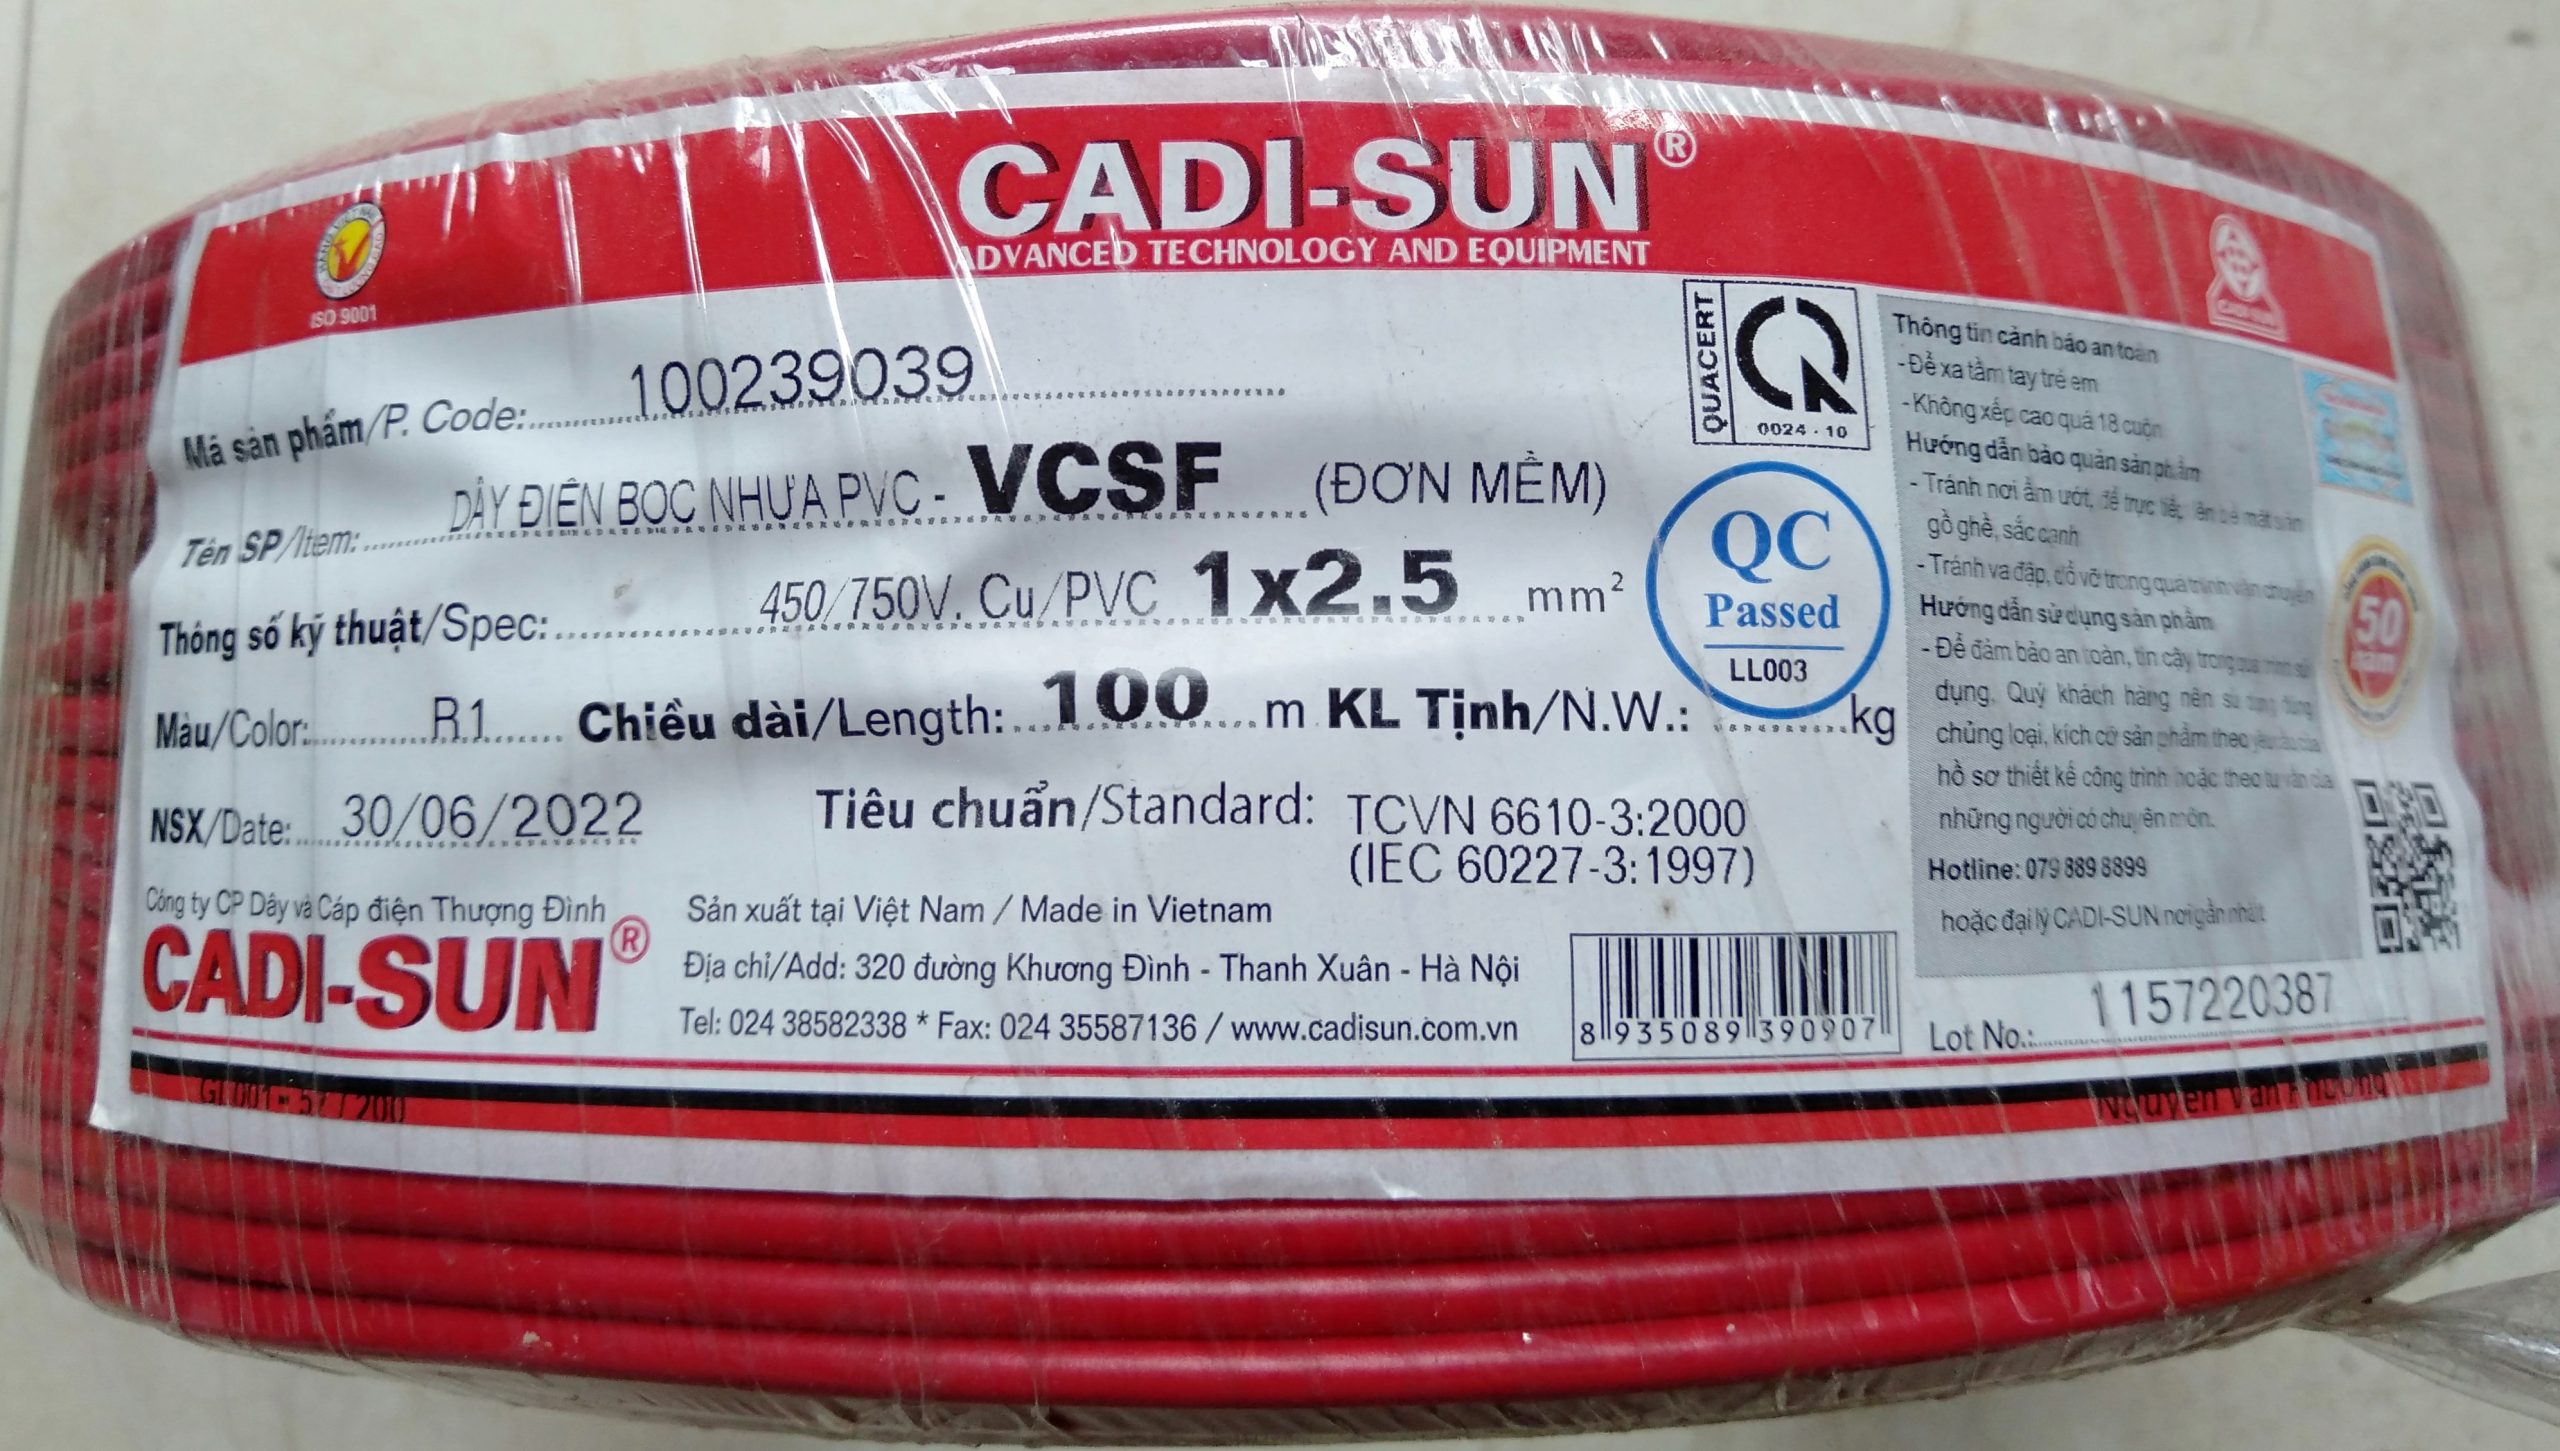 CADI-SUN®
ADVANCED TECHNOLOGY AND EQUIPMENT
ISO 9001
Mã sản phẩm/P. Code: 100239039
Tên SP/Item: DÂY ĐIỆN BỌC NHỰA PVC - VCSF (ĐƠN MỀM)
Thông số kỹ thuật/Spec: 450/750V. Cu/PVC 1x2.5 mm²
Màu/Color: R1 Chiều dài/Length: 100 m KL Tịnh/N.W.: kg
NSX/Date: 30/06/2022 Tiêu chuẩn/Standard: TCVN 6610-3:2000
(IEC 60227-3:1997)
QUACERT
0024 - 10
QC
Passed
LL003
Công ty CP Dây và Cáp điện Thượng Đình
CADI-SUN®
Sản xuất tại Việt Nam / Made in Vietnam
Địa chỉ/Add: 320 đường Khương Đình - Thanh Xuân - Hà Nội
Tel: 024 38582338 * Fax: 024 35587136 / www.cadisun.com.vn
8 935089 390907
Thông tin cảnh báo an toàn
- Để xa tầm tay trẻ em
- Không xếp cao quá 18 cuộn
Hướng dẫn bảo quản sản phẩm
- Tránh nơi ẩm ướt, để trực tiếp lên bề mặt sàn
gồ ghề, sắc cạnh
- Tránh va đập, đổ vỡ trong quá trình vận chuyển
Hướng dẫn sử dụng sản phẩm
- Để đảm bảo an toàn, tin cậy trong quá trình sử
dụng, Quý khách hàng nên sử dụng đúng
chủng loại, kích cỡ sản phẩm theo yêu cầu của
hồ sơ thiết kế công trình hoặc theo tư vấn của
những người có chuyên môn.
Hotline: 079 889 8899
hoặc đại lý CADI-SUN nơi gần nhất
50
năm
Lot No.: 1157220387
GL001 - 57 / 200
Nguyễn Văn Phương